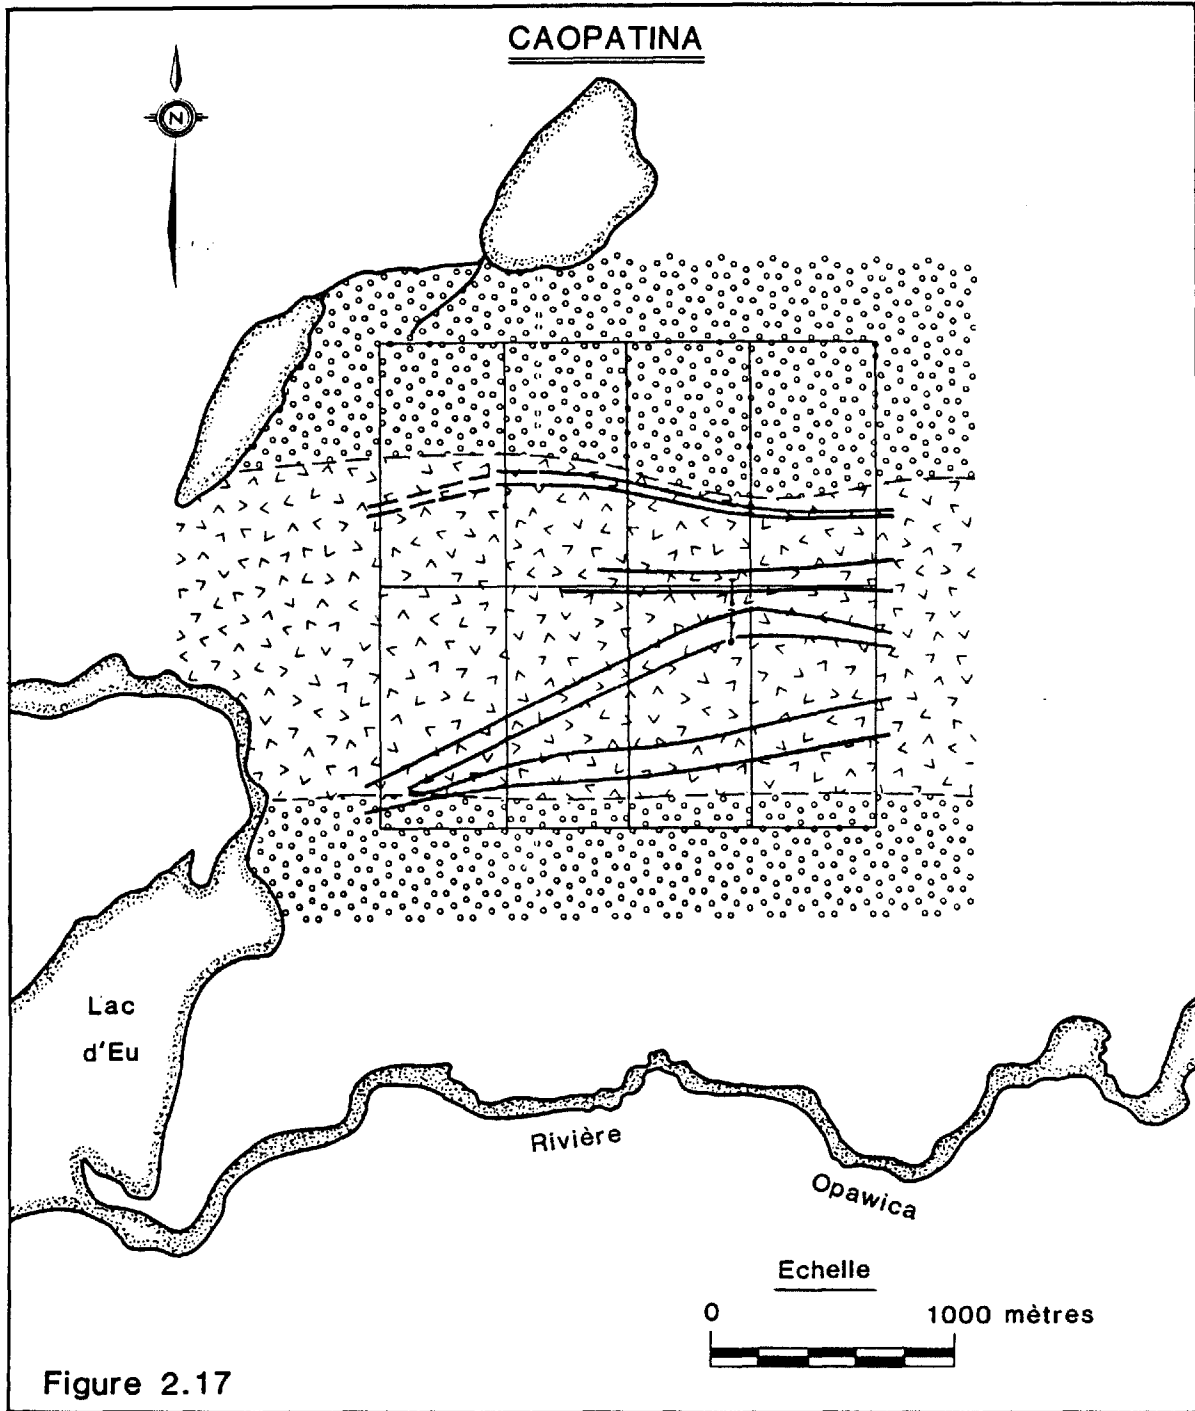 CAOPATINA
N
Lac
d'Eu
Rivière
Opawica
Echelle
0 1000 mètres
Figure 2.17